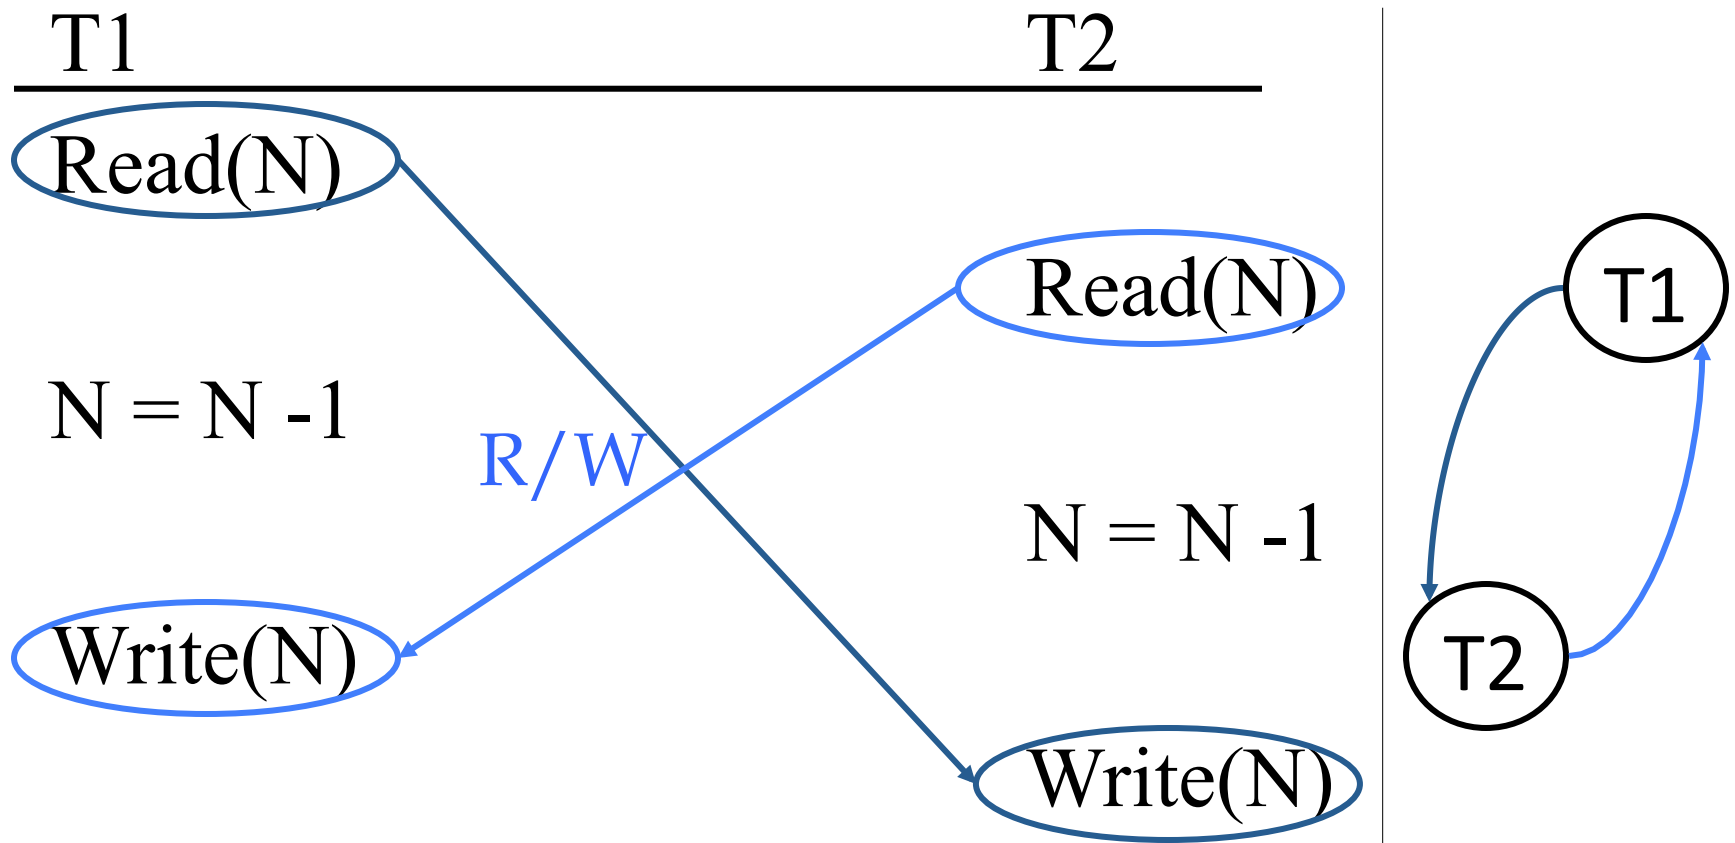 T1 T2
Read(N)
Read(N)
T1
N = N -1
R/W
N = N -1
Write(N)
T2
Write(N)